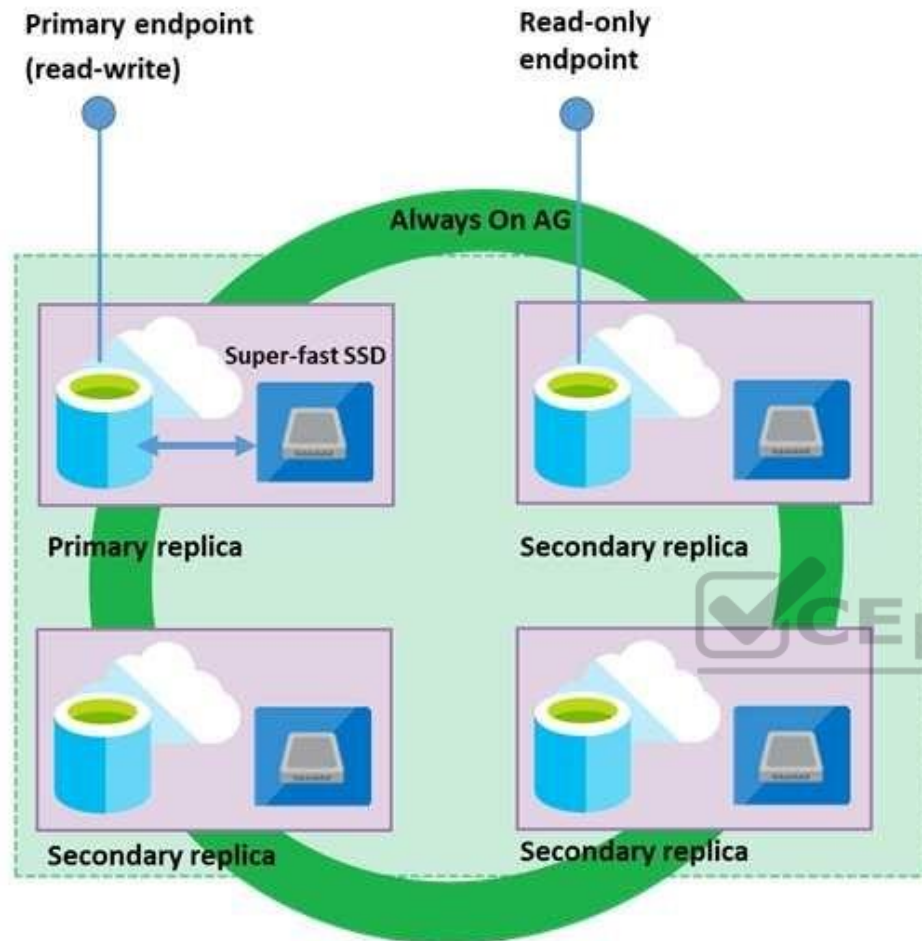 Primary endpoint
(read-write)
Read-only
endpoint
Always On AG
Super-fast SSD
Primary replica
Secondary replica
Secondary replica
Secondary replica